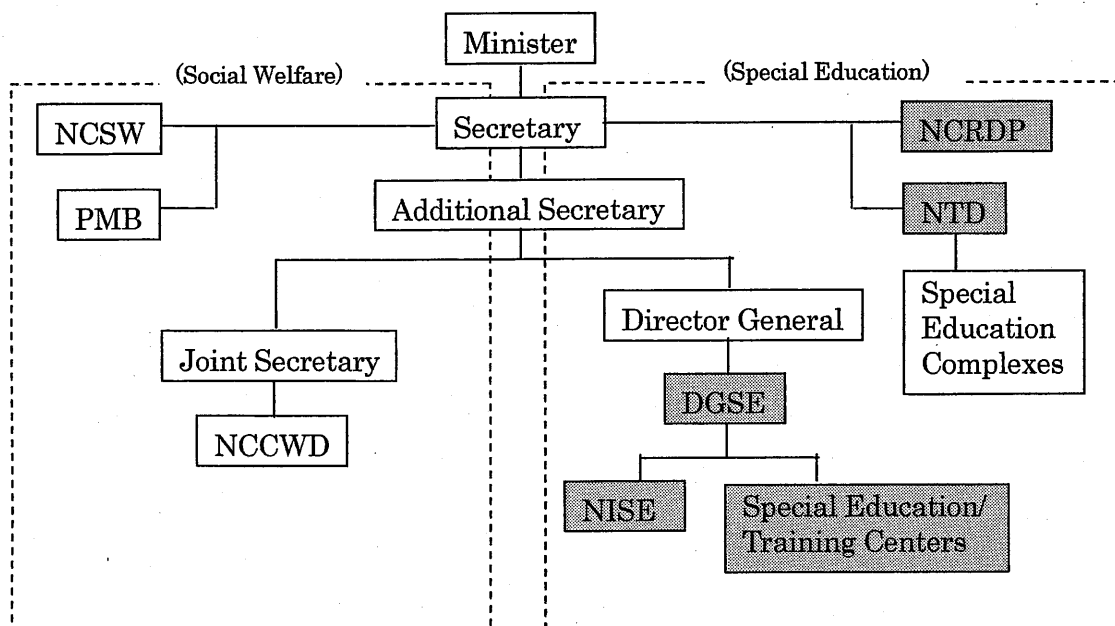 Minister
(Social Welfare)
(Special Education)
NCSW
Secretary
NCRDP
PMB
Additional Secretary
NTD
Special
Education
Complexes
Director General
Joint Secretary
DGSE
NCCWD
NISE
Special Education/
Training Centers